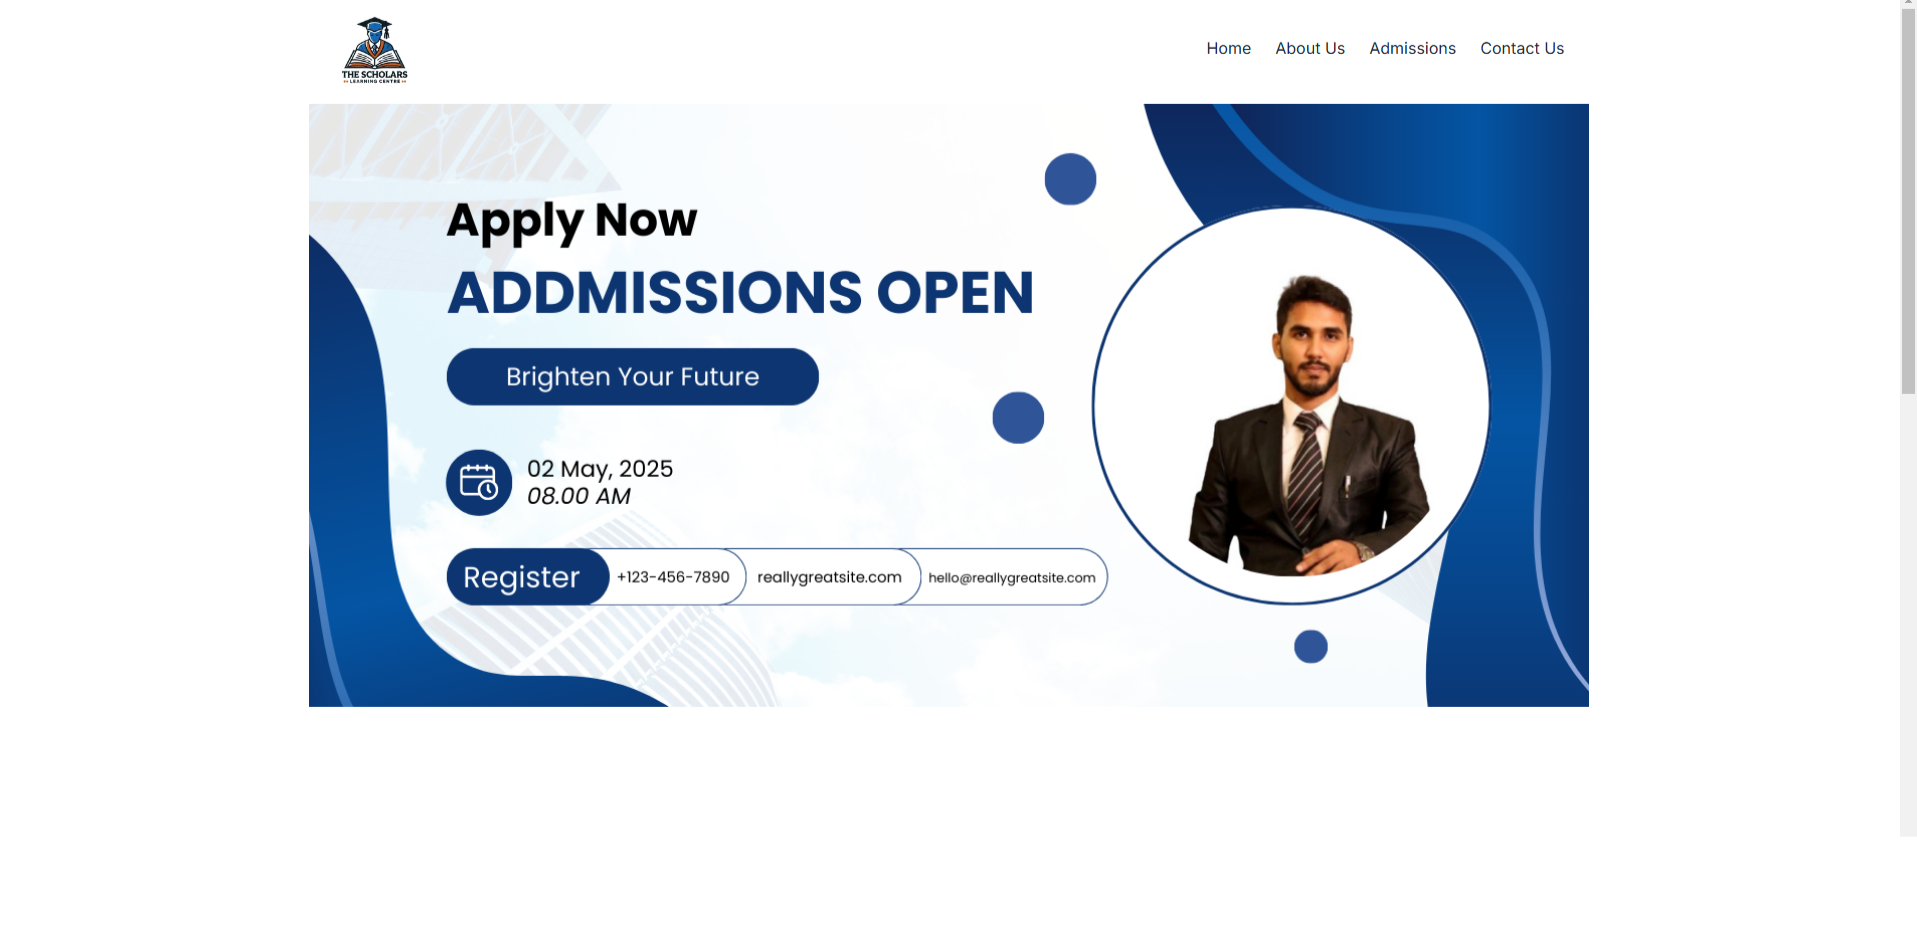 THE SCHOLARS
LEARNING CENTRE
Home About Us Admissions Contact Us
Apply Now
ADDMISSIONS OPEN
Brighten Your Future
02 May, 2025
08.00 AM
Register +123-456-7890 reallygreatsite.com hello@reallygreatsite.com